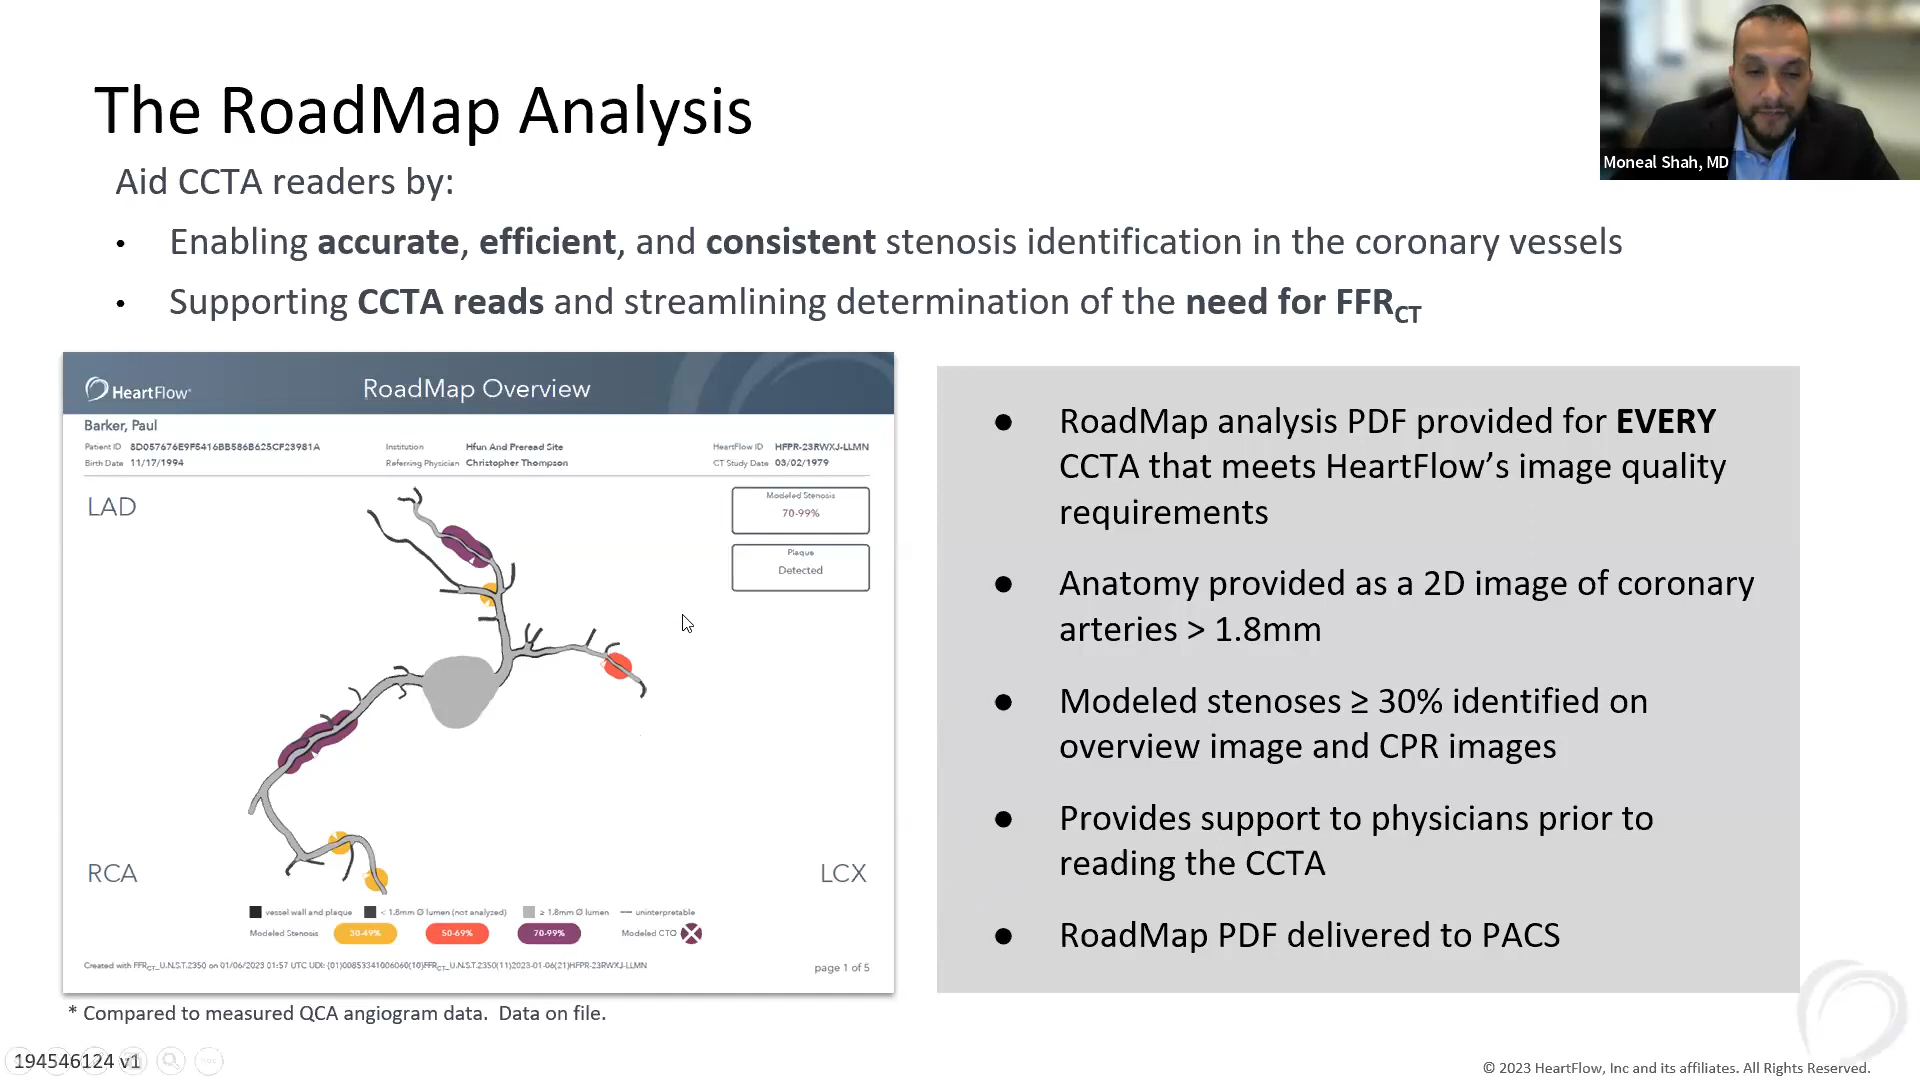 The RoadMap Analysis
Moneal Shah, MD
Aid CCTA readers by:
• Enabling accurate, efficient, and consistent stenosis identification in the coronary vessels
• Supporting CCTA reads and streamlining determination of the need for FFRCT
HeartFlow
RoadMap Overview
Barker, Paul
Patient ID 8D057676E9F5416BB586B625CF23981A
Institution Hfun And Preread Site
HeartFlow ID HFPR-23RWXJ-LLMN
Birth Date 11/17/1994
Referring Physician Christopher Thompson
CT Study Date 03/02/1979
LAD
Modeled Stenosis
70-99%
Plaque
Detected
RCA
LCX
vessel wall and plaque < 1.8mm Ø lumen (not analyzed) ≥ 1.8mm Ø lumen uninterpretable
Modeled Stenosis 30-49% 50-69% 70-99% Modeled CTO
Created with FFRCT_U.N.S.T.2350 on 01/06/2023 01:57 UTC UDI: (01)00853341006060(10)FFRCT_U.N.S.T.2350(11)2023-01-06(21)HFPR-23RWXJ-LLMN
page 1 of 5
● RoadMap analysis PDF provided for EVERY
CCTA that meets HeartFlow’s image quality
requirements
● Anatomy provided as a 2D image of coronary
arteries > 1.8mm
● Modeled stenoses ≥ 30% identified on
overview image and CPR images
● Provides support to physicians prior to
reading the CCTA
● RoadMap PDF delivered to PACS
* Compared to measured QCA angiogram data. Data on file.
194546124 v1
© 2023 HeartFlow, Inc and its affiliates. All Rights Reserved.